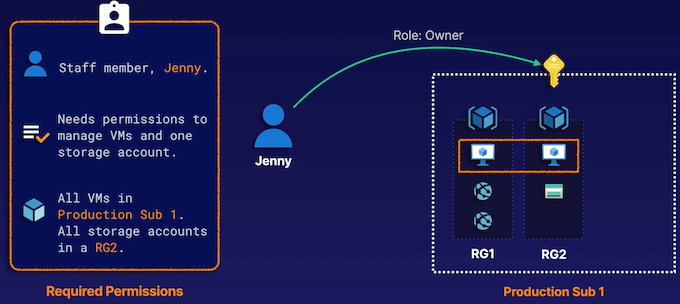 Staff member, Jenny.
Needs permissions to
manage VMs and one
storage account.
All VMs in
Production Sub 1.
All storage accounts
in a RG2.
Required Permissions
Role: Owner
Jenny
RG1
RG2
Production Sub 1